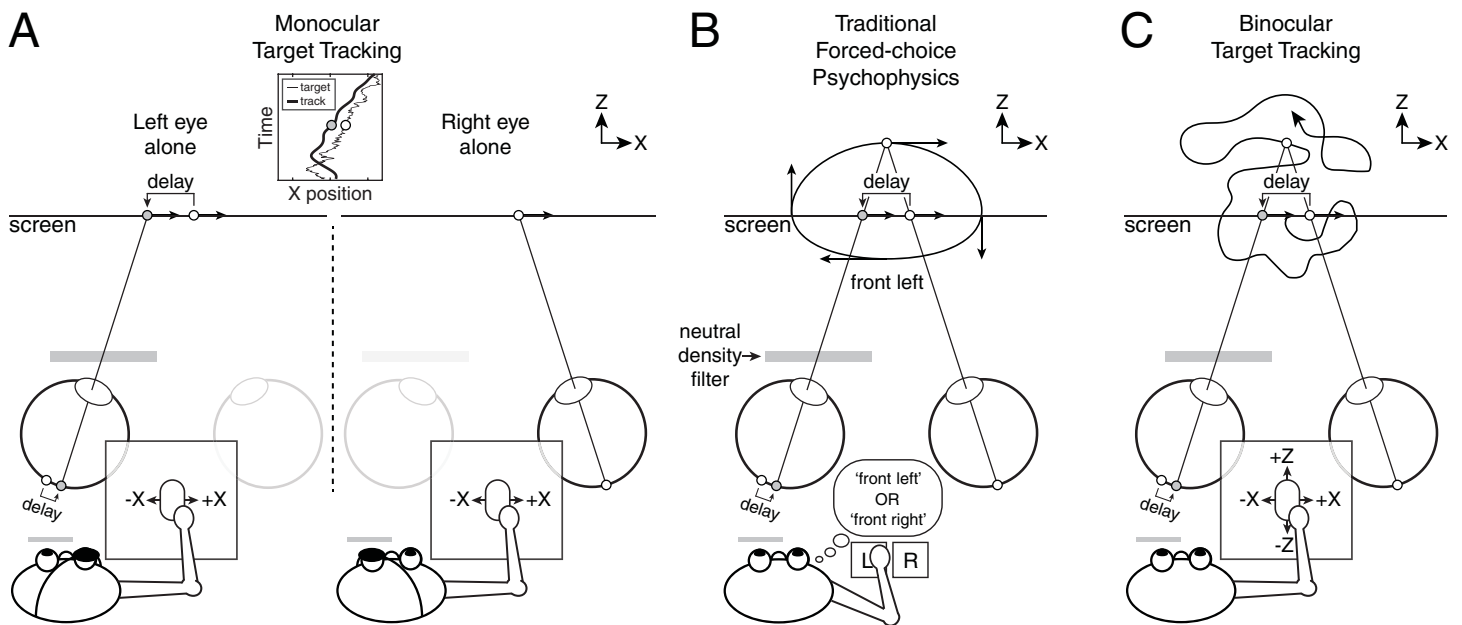 A
Monocular
Target Tracking
target
track
Time
X position
Left eye
alone
Right eye
alone
Z
X
delay
screen
delay
-X
+X
-X
+X
B
Traditional
Forced-choice
Psychophysics
Z
X
delay
screen
front left
neutral
density
filter
delay
‘front left’
OR
‘front right’
L
R
C
Binocular
Target Tracking
Z
X
delay
screen
delay
+Z
-X
+X
-Z